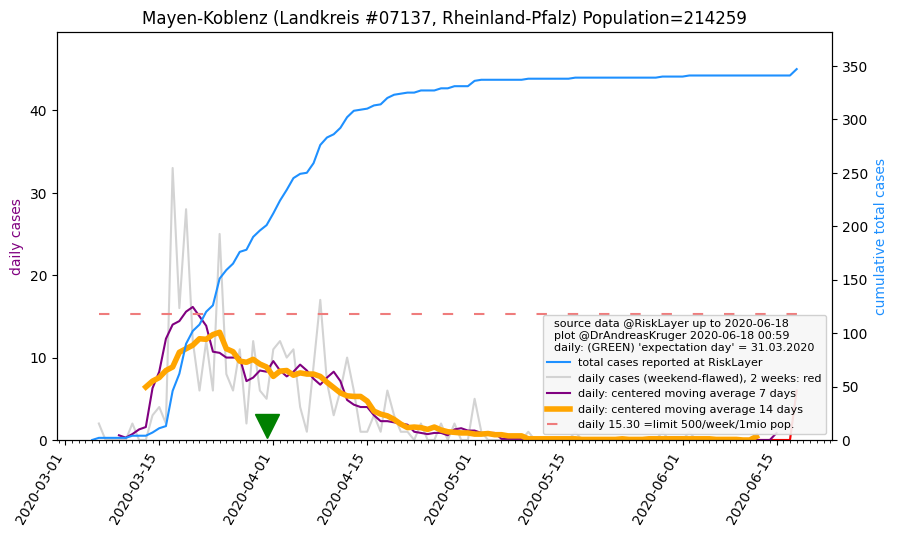 Mayen-Koblenz (Landkreis #07137, Rheinland-Pfalz) Population=214259
daily cases
40
30
20
10
0
cumulative total cases
350
300
250
200
150
100
50
0
source data @RiskLayer up to 2020-06-18
plot @DrAndreasKruger 2020-06-18 00:59
daily: (GREEN) 'expectation day' = 31.03.2020
total cases reported at RiskLayer
daily cases (weekend-flawed), 2 weeks: red
daily: centered moving average 7 days
daily: centered moving average 14 days
daily 15.30 =limit 500/week/1mio pop.
2020-03-01
2020-03-15
2020-04-01
2020-04-15
2020-05-01
2020-05-15
2020-06-01
2020-06-15